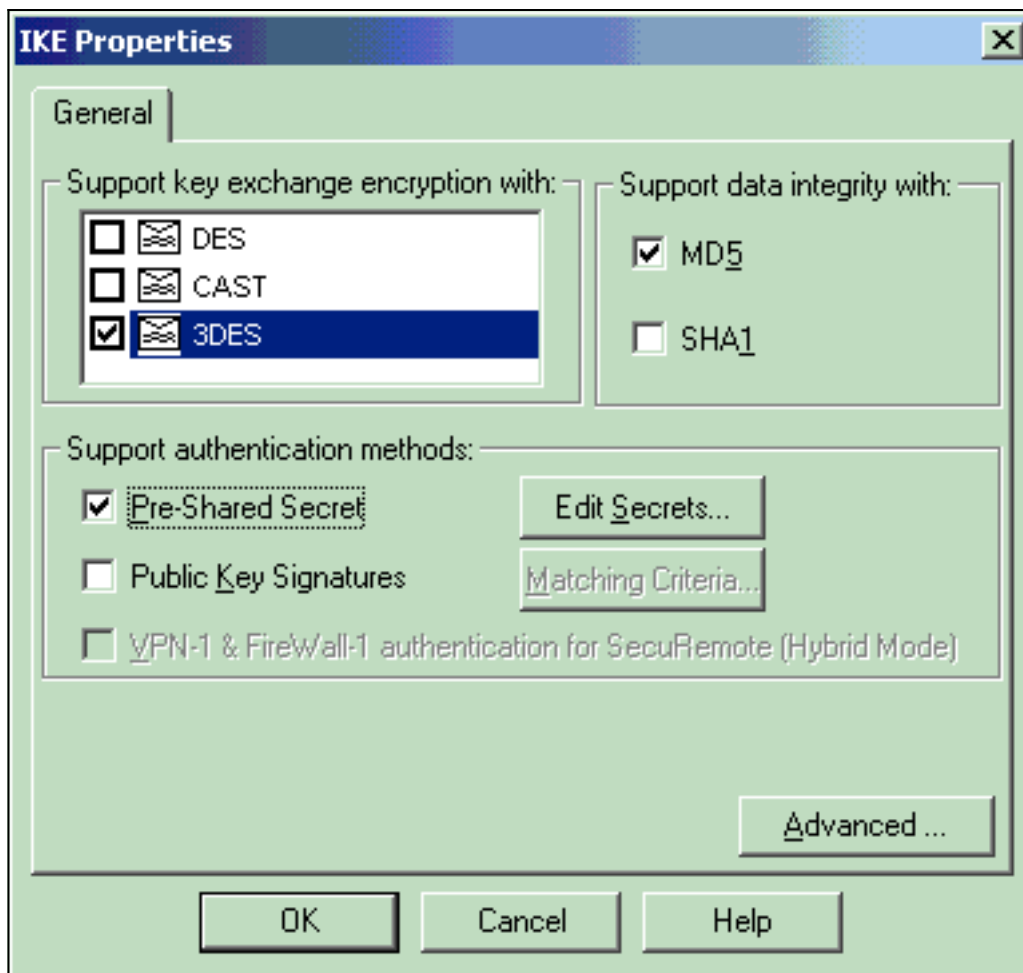 IKE Properties
General
Support key exchange encryption with:
DES
CAST
3DES
Support data integrity with:
MD5
SHA1
Support authentication methods:
Pre-Shared Secret
Edit Secrets...
Public Key Signatures
Matching Criteria...
VPN-1 & FireWall-1 authentication for SecuRemote (Hybrid Mode)
Advanced ...
OK
Cancel
Help